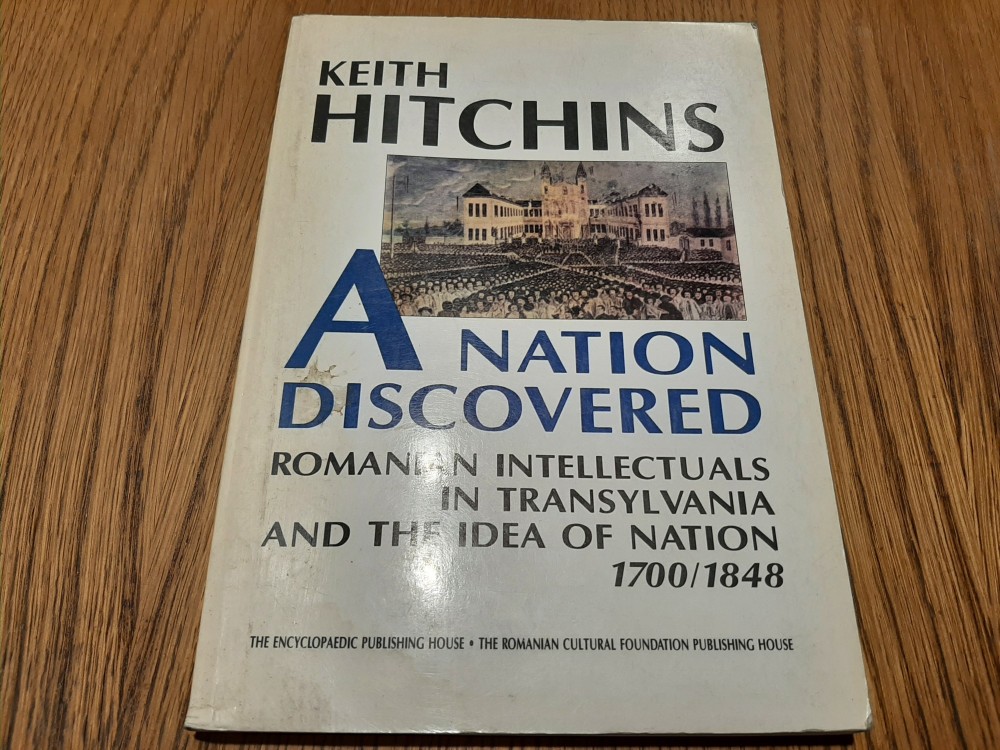 KEITH
HITCHINS
A NATION
DISCOVERED
ROMANIAN INTELLECTUALS
IN TRANSYLVANIA
AND THE IDEA OF NATION
1700/1848
THE ENCYCLOPAEDIC PUBLISHING HOUSE • THE ROMANIAN CULTURAL FOUNDATION PUBLISHING HOUSE